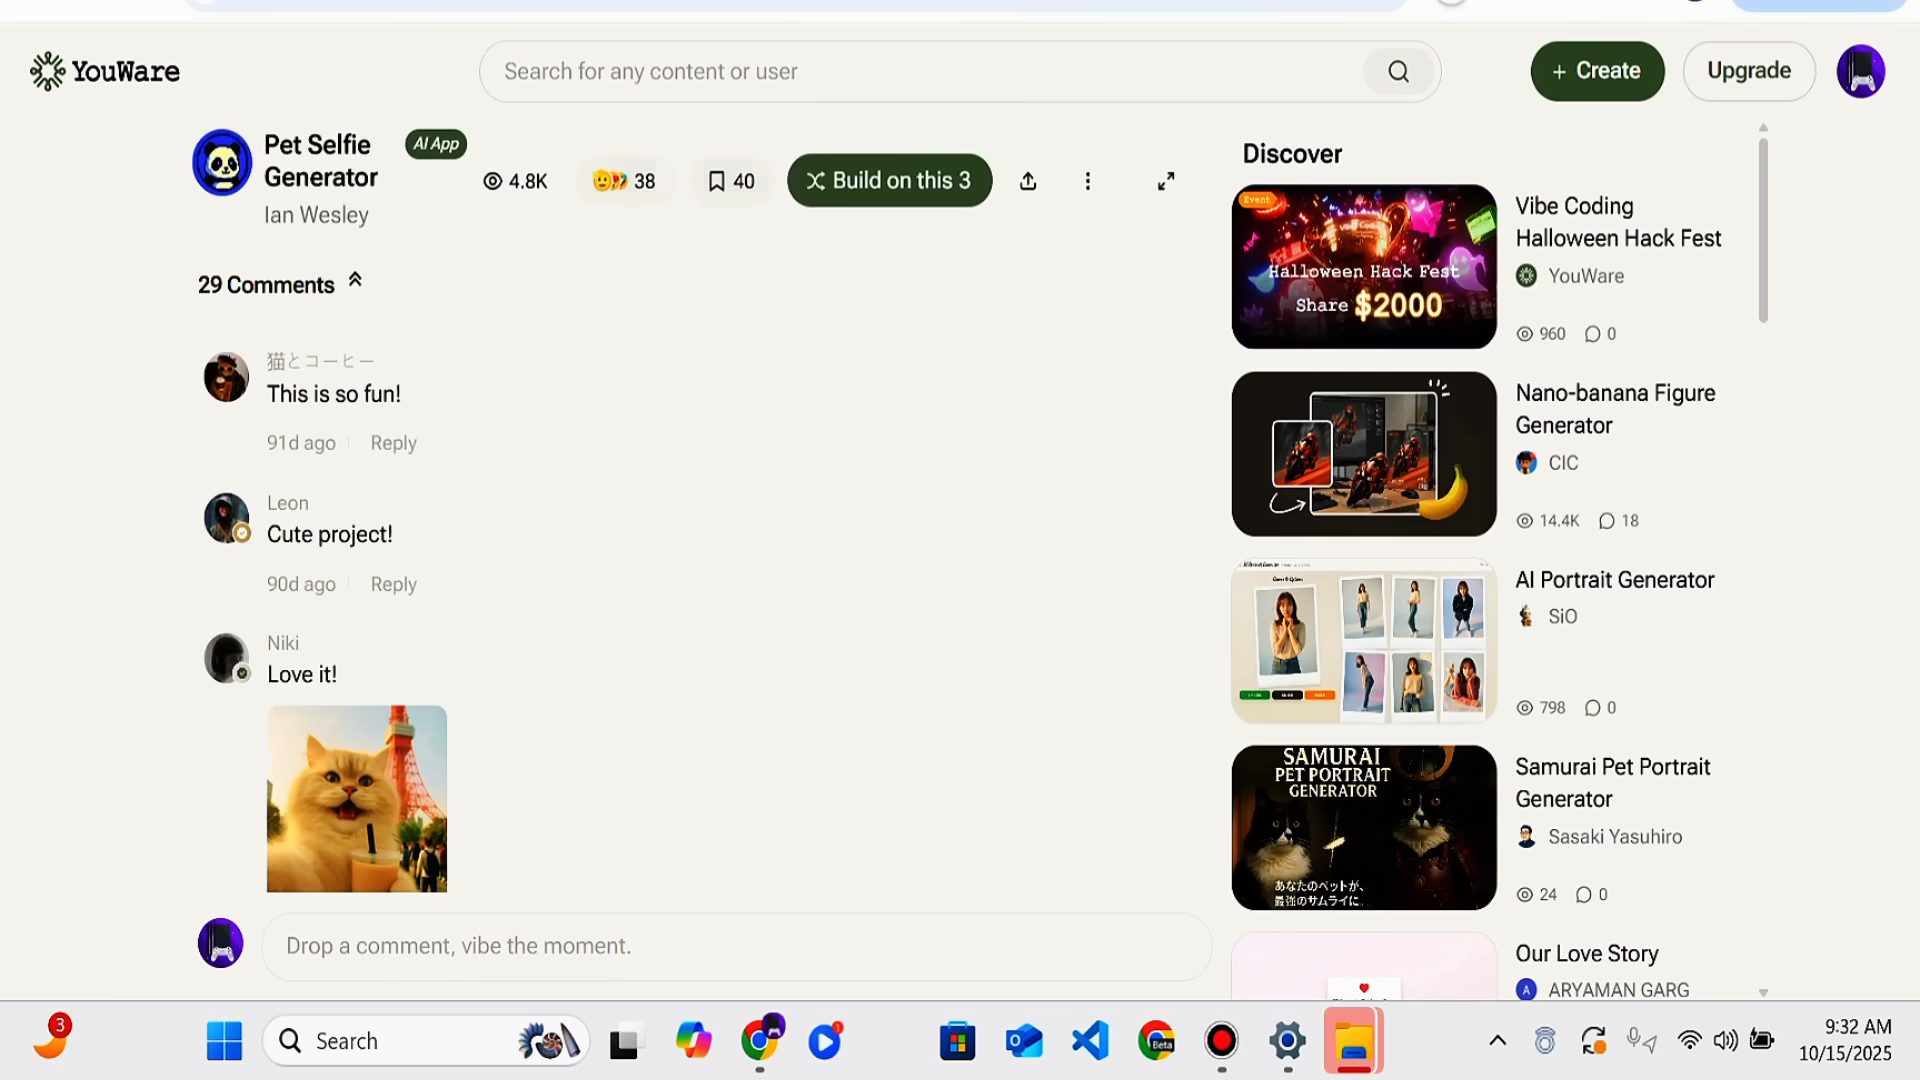 YouWare
Search for any content or user
+ Create
Upgrade
Pet Selfie
Generator
AI App
Ian Wesley
4.8K
38
40
Build on this 3
29 Comments
猫とコーヒー
This is so fun!
91d ago
Reply
Leon
Cute project!
90d ago
Reply
Niki
Love it!
Drop a comment, vibe the moment.
Discover
Event
Halloween Hack Fest
Share $2000
Vibe Coding
Halloween Hack Fest
YouWare
960
0
Nano-banana Figure
Generator
CIC
14.4K
18
AI Portrait Generator
SiO
798
0
SAMURAI
PET PORTRAIT
GENERATOR
あなたのペットが、
最強のサムライに
Samurai Pet Portrait
Generator
Sasaki Yasuhiro
24
0
Our Love Story
A
ARYAMAN GARG
3
Search
1
Beta
9:32 AM
10/15/2025